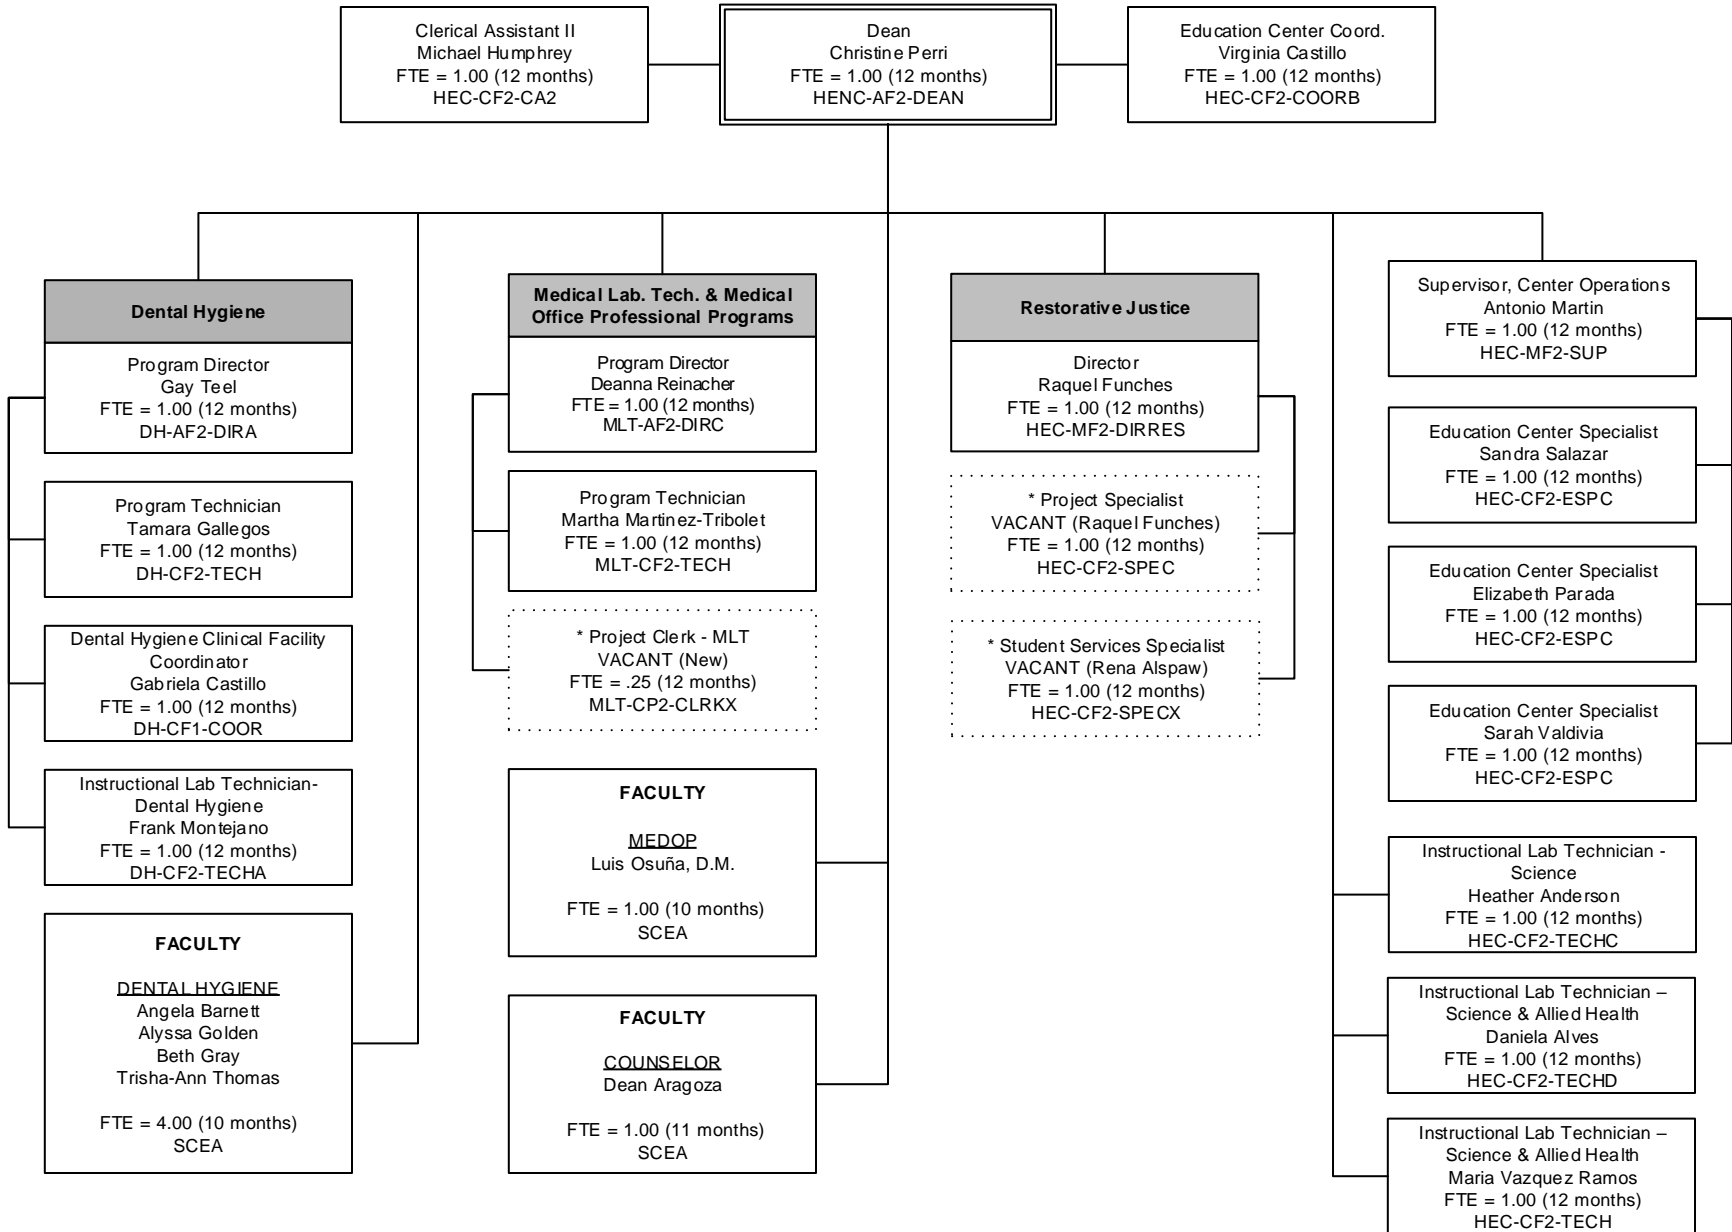 Clerical Assistant II
Michael Humphrey
FTE = 1.00 (12 months)
HEC-CF2-CA2
Dean
Christine Perri
FTE = 1.00 (12 months)
HENC-AF2-DEAN
Education Center Coord.
Virginia Castillo
FTE = 1.00 (12 months)
HEC-CF2-COORB
Dental Hygiene
Program Director
Gay Teel
FTE = 1.00 (12 months)
DH-AF2-DIRA
Program Technician
Tamara Gallegos
FTE = 1.00 (12 months)
DH-CF2-TECH
Dental Hygiene Clinical Facility
Coordinator
Gabriela Castillo
FTE = 1.00 (12 months)
DH-CF1-COOR
Instructional Lab Technician-
Dental Hygiene
Frank Montejano
FTE = 1.00 (12 months)
DH-CF2-TECHA
FACULTY
DENTAL HYGIENE
Angela Barnett
Alyssa Golden
Beth Gray
Trisha-Ann Thomas
FTE = 4.00 (10 months)
SCEA
Medical Lab. Tech. & Medical
Office Professional Programs
Program Director
Deanna Reinacher
FTE = 1.00 (12 months)
MLT-AF2-DIRC
Program Technician
Martha Martinez-Tribolet
FTE = 1.00 (12 months)
MLT-CF2-TECH
* Project Clerk - MLT
VACANT (New)
FTE = .25 (12 months)
MLT-CP2-CLRKX
FACULTY
MEDOP
Luis Osuña, D.M.
FTE = 1.00 (10 months)
SCEA
FACULTY
COUNSELOR
Dean Aragoza
FTE = 1.00 (11 months)
SCEA
Restorative Justice
Director
Raquel Funches
FTE = 1.00 (12 months)
HEC-MF2-DIRRES
* Project Specialist
VACANT (Raquel Funches)
FTE = 1.00 (12 months)
HEC-CF2-SPEC
* Student Services Specialist
VACANT (Rena Alspaw)
FTE = 1.00 (12 months)
HEC-CF2-SPECX
Supervisor, Center Operations
Antonio Martin
FTE = 1.00 (12 months)
HEC-MF2-SUP
Education Center Specialist
Sandra Salazar
FTE = 1.00 (12 months)
HEC-CF2-ESPC
Education Center Specialist
Elizabeth Parada
FTE = 1.00 (12 months)
HEC-CF2-ESPC
Education Center Specialist
Sarah Valdivia
FTE = 1.00 (12 months)
HEC-CF2-ESPC
Instructional Lab Technician -
Science
Heather Anderson
FTE = 1.00 (12 months)
HEC-CF2-TECHC
Instructional Lab Technician –
Science & Allied Health
Daniela Alves
FTE = 1.00 (12 months)
HEC-CF2-TECHD
Instructional Lab Technician –
Science & Allied Health
Maria Vazquez Ramos
FTE = 1.00 (12 months)
HEC-CF2-TECH